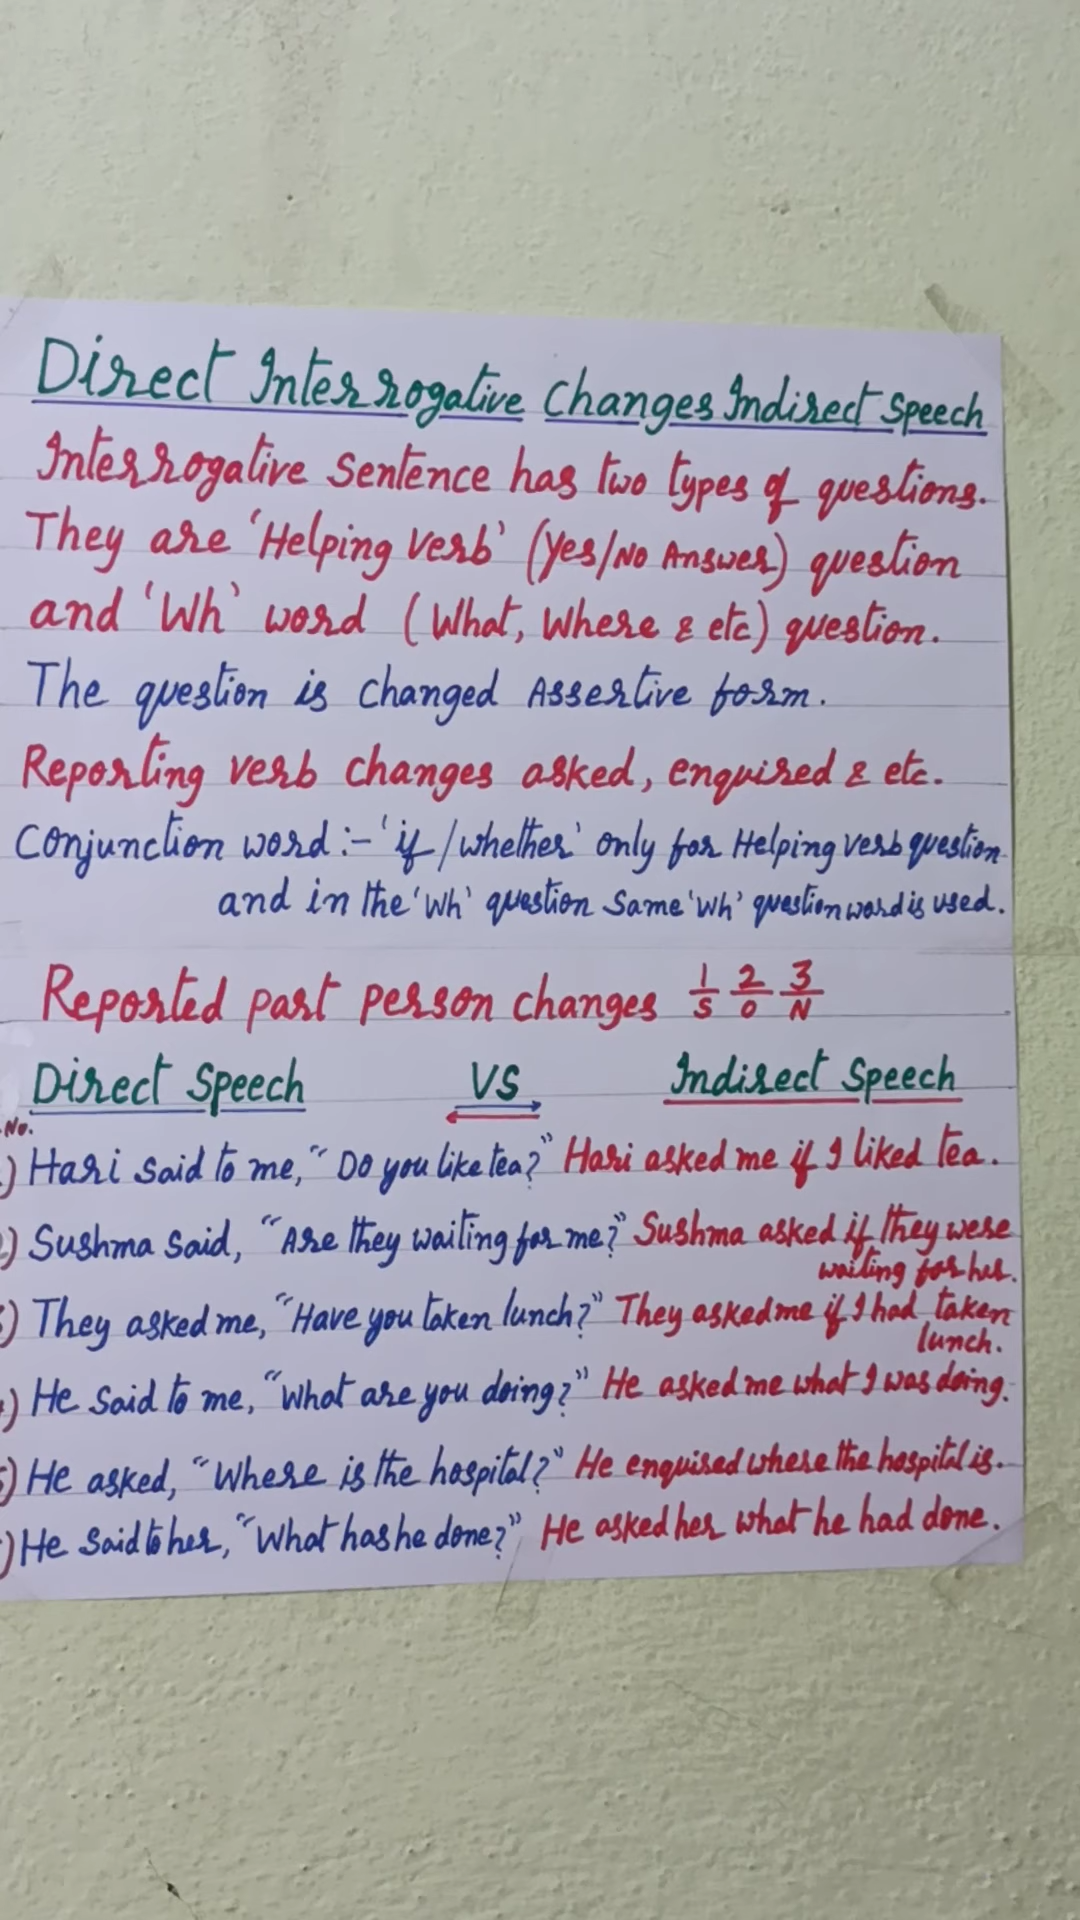 Direct Interrogative Changes Indirect Speech
Interrogative Sentence has two types of questions.
They are 'Helping Verb' (Yes/No Answer) question
and 'Wh' word (What, Where & etc) question.
The question is changed Assertive form.
Reporting verb changes asked, enquired & etc.
Conjunction word :- 'if/whether' only for Helping verb question
and in the 'Wh' question same 'Wh' question word is used.
Reported part person changes 1/S 2/O 3/N
Direct Speech VS Indirect Speech
No.
) Hari said to me, "Do you like tea?" Hari asked me if I liked tea.
) Sushma said, "Are they waiting for me?" Sushma asked if they were
waiting for her.
) They asked me, "Have you taken lunch?" They asked me if I had taken
lunch.
) He said to me, "What are you doing?" He asked me what I was doing.
) He asked, "Where is the hospital?" He enquired where the hospital is.
) He said to her, "What has he done?" He asked her what he had done.